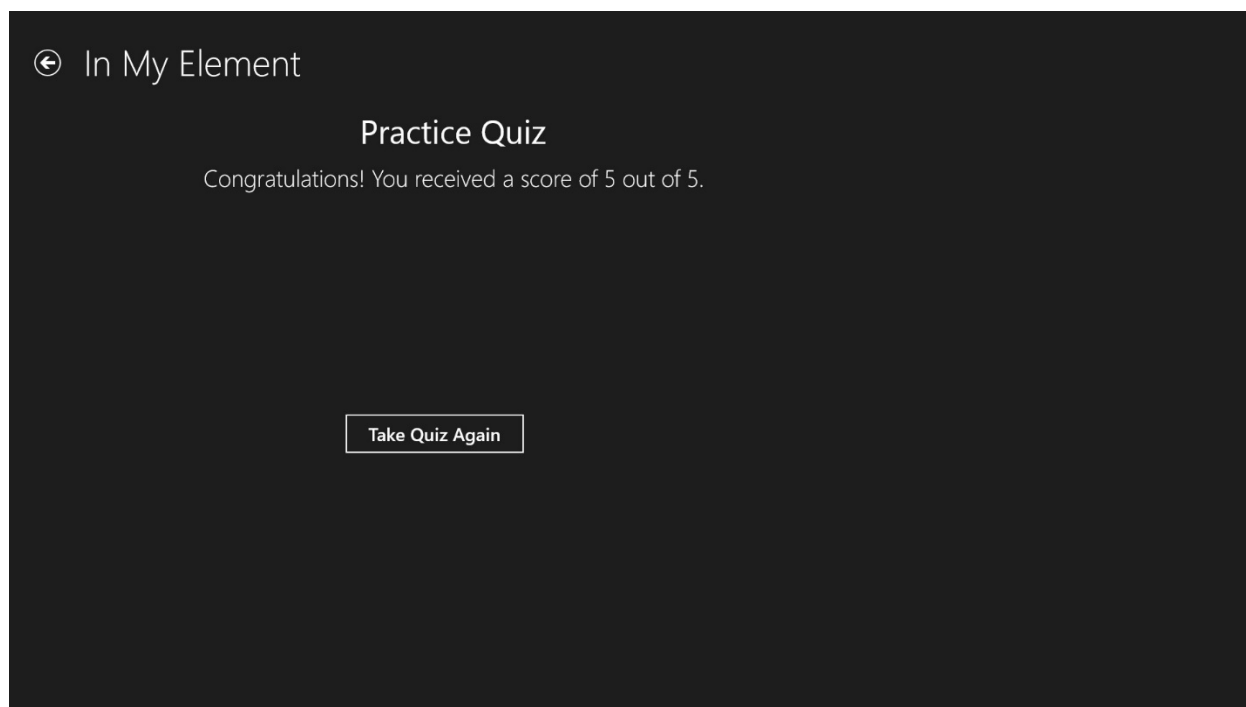 In My Element
Practice Quiz
Congratulations! You received a score of 5 out of 5.
Take Quiz Again